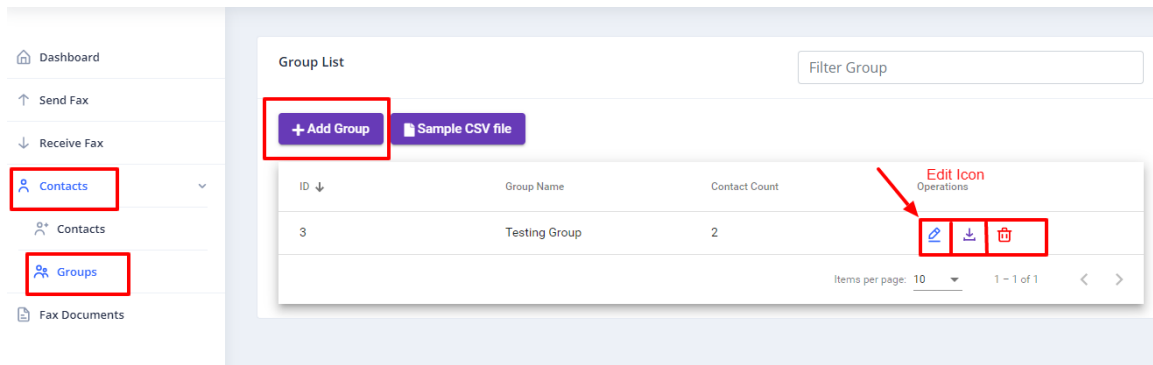 Dashboard
Send Fax
Receive Fax
Contacts
Contacts
Groups
Fax Documents
Group List
Filter Group
Add Group
Sample CSV file
Edit Icon
ID Group Name Contact Count Operations
3 Testing Group 2
Items per page: 10 1 – 1 of 1